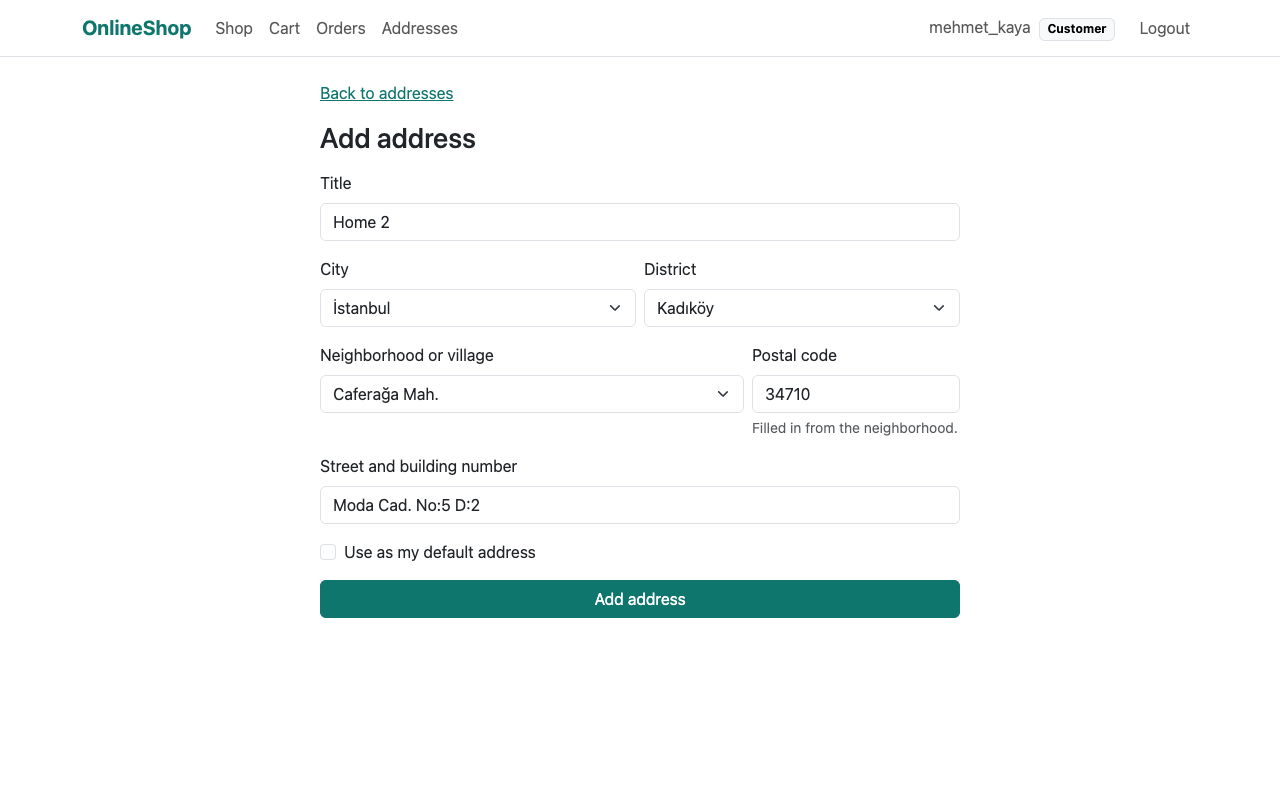 OnlineShop Shop Cart Orders Addresses mehmet_kaya Customer Logout
Back to addresses
Add address
Title
Home 2
City District
İstanbul Kadıköy
Neighborhood or village Postal code
Caferağa Mah. 34710
Filled in from the neighborhood.
Street and building number
Moda Cad. No:5 D:2
Use as my default address
Add address